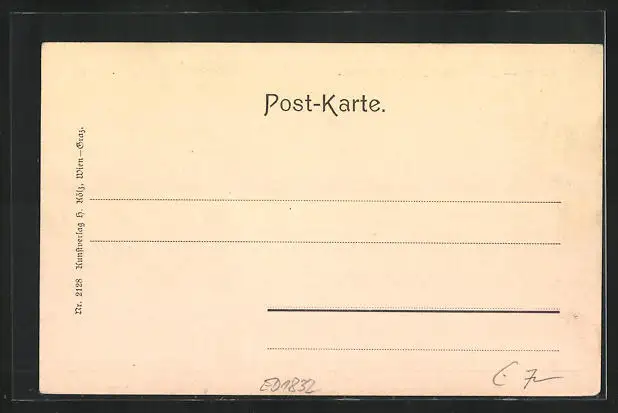 Post-Karte.
Nr. 2128 Kunstverlag H. Kölz, Wien—Graz.
ED1832
€ 7